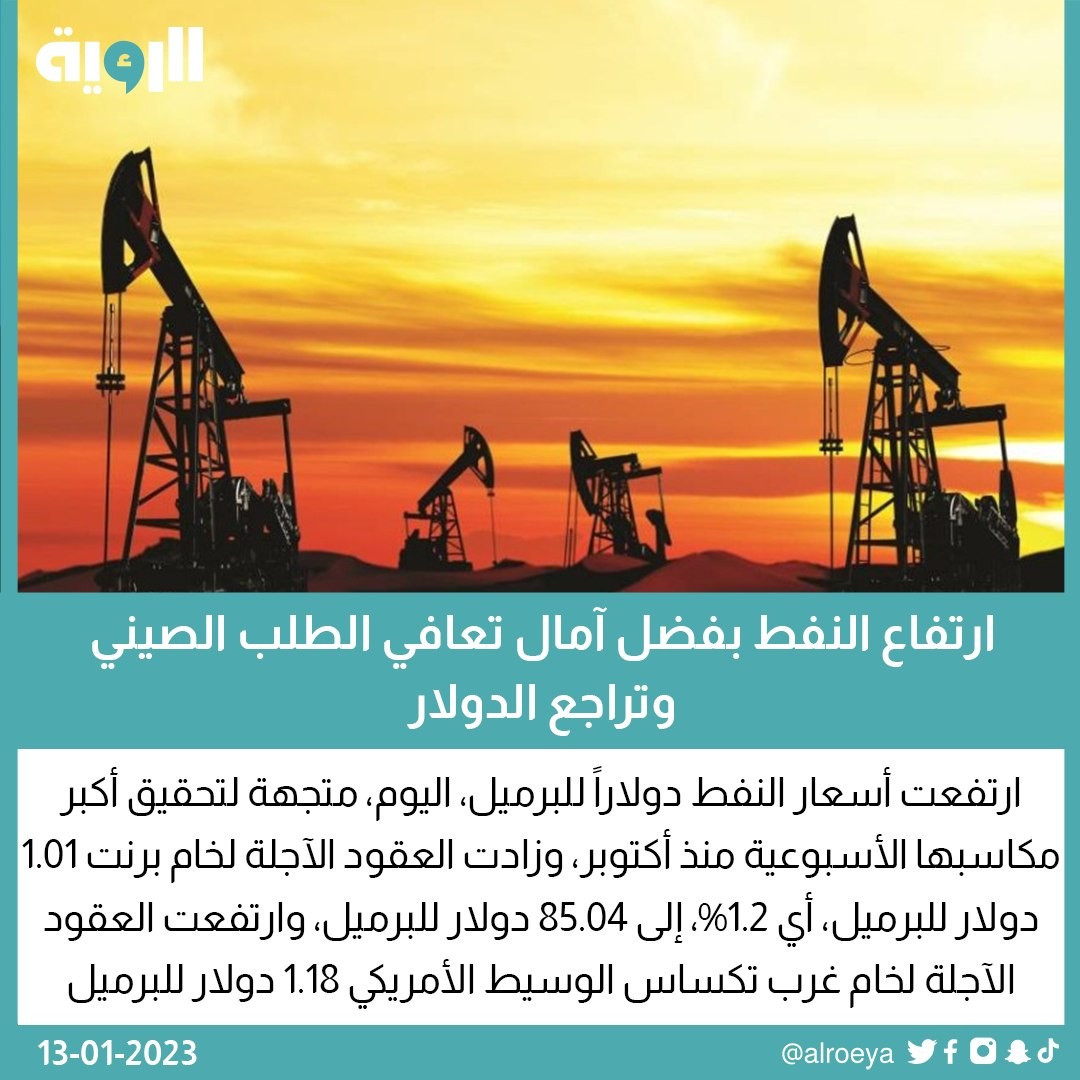 الرؤية
ارتفاع النفط بفضل آمال تعافي الطلب الصيني
وتراجع الدولار
ارتفعت أسعار النفط دولاراً للبرميل، اليوم، متجهة لتحقيق أكبر
مكاسبها الأسبوعية منذ أكتوبر، وزادت العقود الآجلة لخام برنت 1.01
دولار للبرميل، أي 1.2%، إلى 85.04 دولار للبرميل، وارتفعت العقود
الآجلة لخام غرب تكساس الوسيط الأمريكي 1.18 دولار للبرميل
13-01-2023
@alroeya